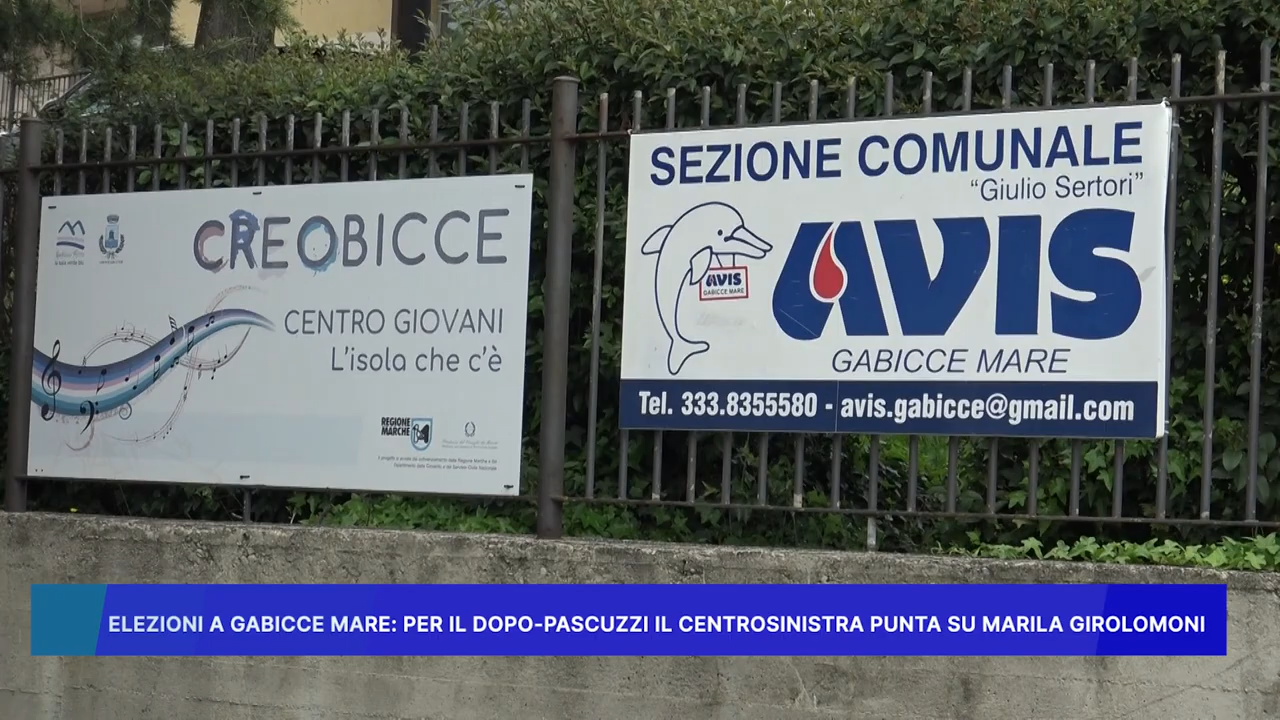 CREOBICCE
CENTRO GIOVANI
L'isola che c'è
REGIONE
MARCHE
SEZIONE COMUNALE
"Giulio Sertori"
AVIS
GABICCE MARE
AVIS
GABICCE MARE
Tel. 333.8355580 - avis.gabicce@gmail.com
ELEZIONI A GABICCE MARE: PER IL DOPO-PASCUZZI IL CENTROSINISTRA PUNTA SU MARILA GIROLOMONI